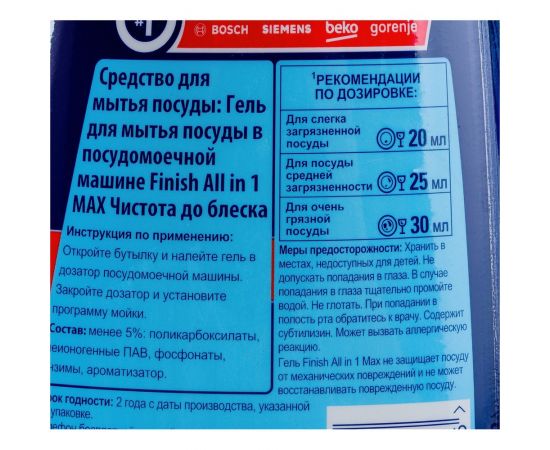 #1
BOSCH SIEMENS beko gorenje
Средство для
мытья посуды: Гель
для мытья посуды в
посудомоечной
машине Finish All in 1
MAX Чистота до блеска
Инструкция по применению:
Откройте бутылку и налейте гель в
дозатор посудомоечной машины.
Закройте дозатор и установите
программу мойки.
Состав: менее 5%: поликарбоксилаты,
неионогенные ПАВ, фосфонаты,
нзимы, ароматизатор.
рок годности: 2 года с даты производства, указанной
упаковке.
¹РЕКОМЕНДАЦИИ
ПО ДОЗИРОВКЕ:
Для слегка
загрязненной
посуды
20 мл
Для посуды
средней
загрязненности
25 мл
Для очень
грязной
посуды
30 мл
Меры предосторожности: Хранить в
местах, недоступных для детей. Не
допускать попадания в глаза. В случае
попадания в глаза тщательно промойте
водой. Не глотать. При попадании в
полость рта обратитесь к врачу. Содержит
субтилизин. Может вызвать аллергическую
реакцию.
Гель Finish All in 1 Max не защищает посуду
от механических повреждений и не может
восстанавливать поврежденную посуду.